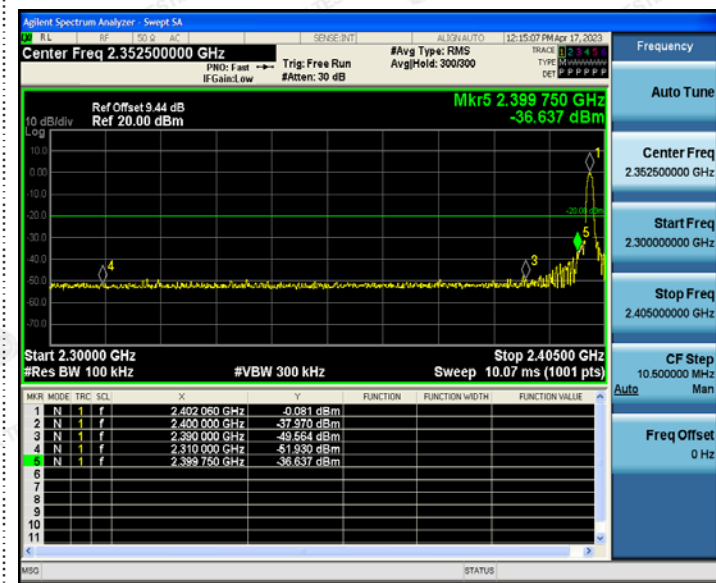 Agilent Spectrum Analyzer - Swept SA
RL RF 50 Ω AC SENSE:INT ALIGN AUTO 12:15:07 PM Apr 17, 2023
Center Freq 2.352500000 GHz
PNO: Fast
IFGain:Low
Trig: Free Run
#Atten: 30 dB
#Avg Type: RMS
Avg|Hold: 300/300
TRACE 1 2 3 4 5 6
TYPE M
DET P P P P P P
Frequency
Auto Tune
Center Freq
2.352500000 GHz
Start Freq
2.300000000 GHz
Stop Freq
2.405000000 GHz
CF Step
10.500000 MHz
Auto Man
Freq Offset
0 Hz
Ref Offset 9.44 dB
10 dB/div Ref 20.00 dBm
Log
Mkr5 2.399 750 GHz
-36.637 dBm
10.0
0.00
-10.0
-20.0
-30.0
-40.0
-50.0
-60.0
-70.0
-20.00 dBm
1
5
3
4
Start 2.30000 GHz Stop 2.40500 GHz
#Res BW 100 kHz #VBW 300 kHz Sweep 10.07 ms (1001 pts)
MKR MODE TRC SCL X Y FUNCTION FUNCTION WIDTH FUNCTION VALUE
1 N 1 f 2.402 060 GHz -0.081 dBm
2 N 1 f 2.400 000 GHz -37.970 dBm
3 N 1 f 2.390 000 GHz -49.564 dBm
4 N 1 f 2.310 000 GHz -51.930 dBm
5 N 1 f 2.399 750 GHz -36.637 dBm
6
7
8
9
10
11
MSG STATUS